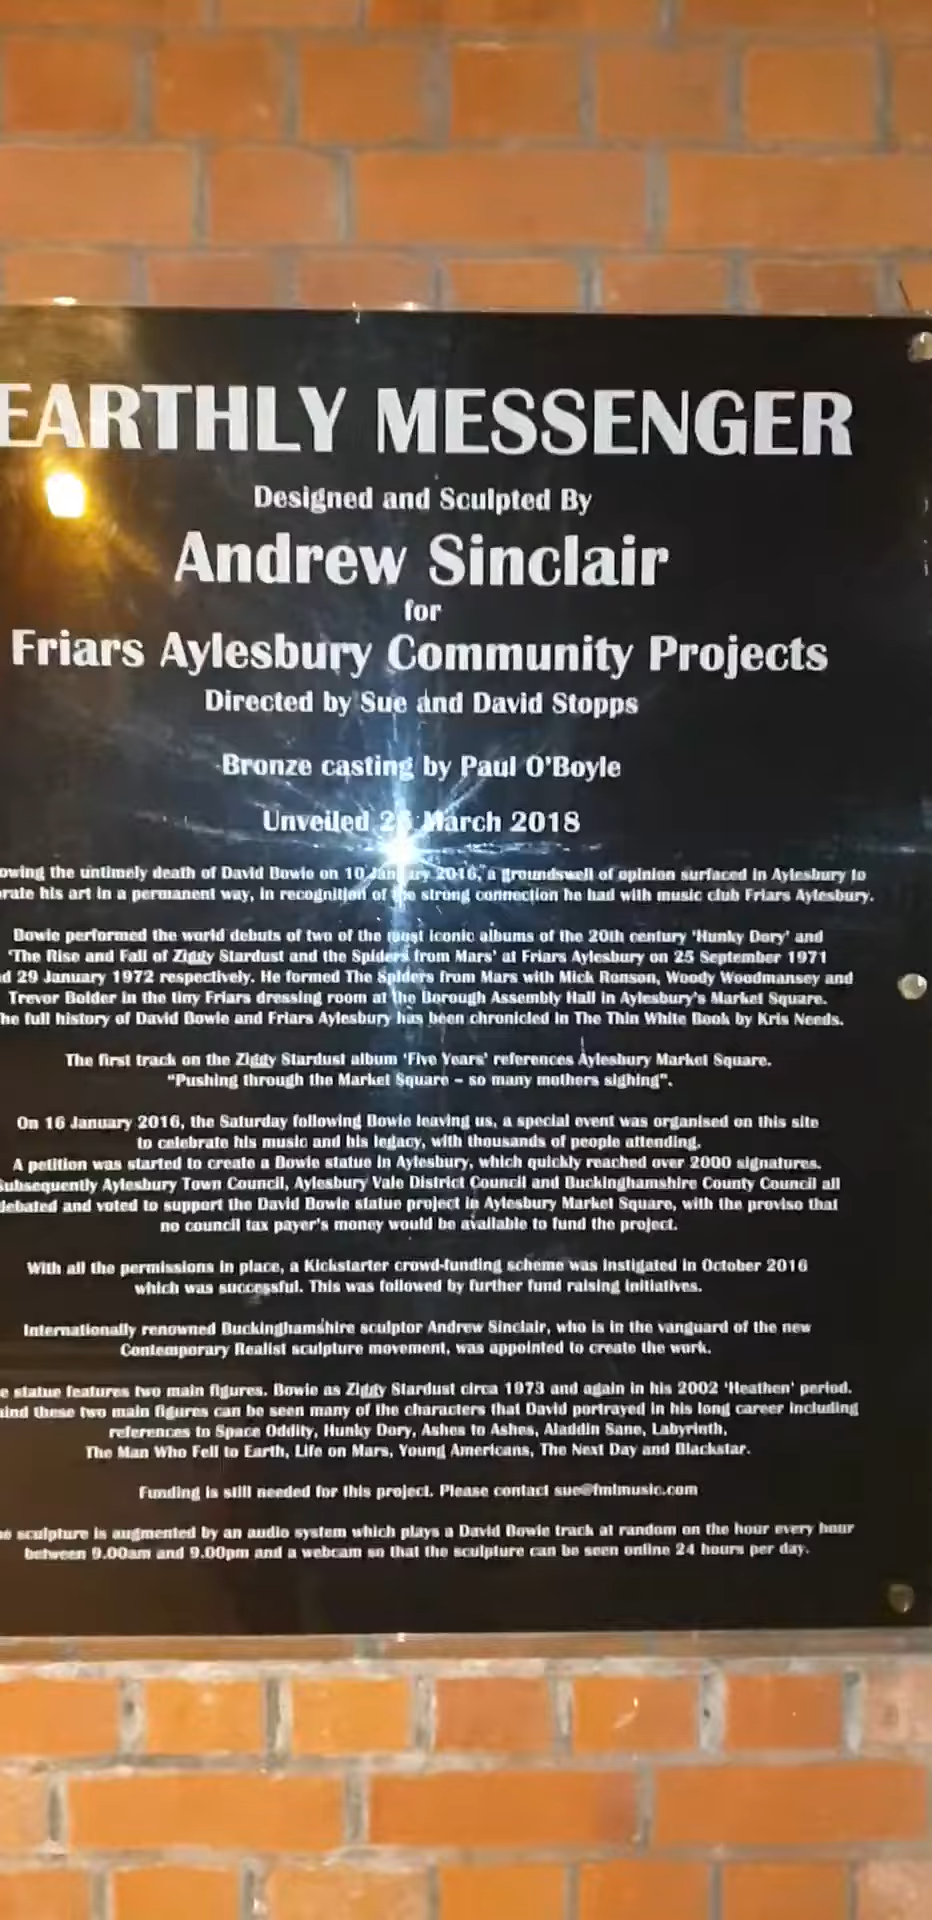 EARTHLY MESSENGER
Designed and Sculpted By
Andrew Sinclair
for
Friars Aylesbury Community Projects
Directed by Sue and David Stopps
Bronze casting by Paul O'Boyle
Unveiled March 2018
owing the untimely death of David Bowie on 10 January 2016, a groundswell of opinion surfaced in Aylesbury to
rate his art in a permanent way, in recognition of the strong connection he had with music club Friars Aylesbury.
Bowie performed the world debuts of two of the most iconic albums of the 20th century 'Hunky Dory' and
'The Rise and Fall of Ziggy Stardust and the Spiders from Mars' at Friars Aylesbury on 25 September 1971
d 29 January 1972 respectively. He formed The Spiders from Mars with Mick Ronson, Woody Woodmansey and
Trevor Bolder in the tiny Friars dressing room at the Borough Assembly Hall in Aylesbury's Market Square.
he full history of David Bowie and Friars Aylesbury has been chronicled in The Thin White Book by Kris Needs.
The first track on the Ziggy Stardust album 'Five Years' references Aylesbury Market Square.
"Pushing through the Market Square – so many mothers sighing".
On 16 January 2016, the Saturday following Bowie leaving us, a special event was organised on this site
to celebrate his music and his legacy, with thousands of people attending.
A petition was started to create a Bowie statue in Aylesbury, which quickly reached over 2000 signatures.
Subsequently Aylesbury Town Council, Aylesbury Vale District Council and Buckinghamshire County Council all
debated and voted to support the David Bowie statue project in Aylesbury Market Square, with the proviso that
no council tax payer's money would be available to fund the project.
With all the permissions in place, a Kickstarter crowd-funding scheme was instigated in October 2016
which was successful. This was followed by further fund raising initiatives.
Internationally renowned Buckinghamshire sculptor Andrew Sinclair, who is in the vanguard of the new
Contemporary Realist sculpture movement, was appointed to create the work.
e statue features two main figures. Bowie as Ziggy Stardust circa 1973 and again in his 2002 'Heathen' period.
ind these two main figures can be seen many of the characters that David portrayed in his long career including
references to Space Oddity, Hunky Dory, Ashes to Ashes, Aladdin Sane, Labyrinth,
The Man Who Fell to Earth, Life on Mars, Young Americans, The Next Day and Blackstar.
Funding is still needed for this project. Please contact sue@fmlmusic.com
e sculpture is augmented by an audio system which plays a David Bowie track at random on the hour every hour
between 9.00am and 9.00pm and a webcam so that the sculpture can be seen online 24 hours per day.